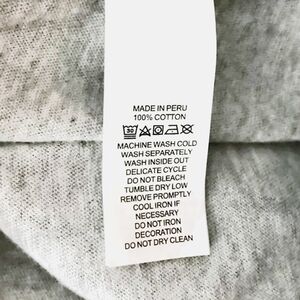 MADE IN PERU
100% COTTON
30
MACHINE WASH COLD
WASH SEPARATELY
WASH INSIDE OUT
DELICATE CYCLE
DO NOT BLEACH
TUMBLE DRY LOW
REMOVE PROMPTLY
COOL IRON IF
NECESSARY
DO NOT IRON
DECORATION
DO NOT DRY CLEAN